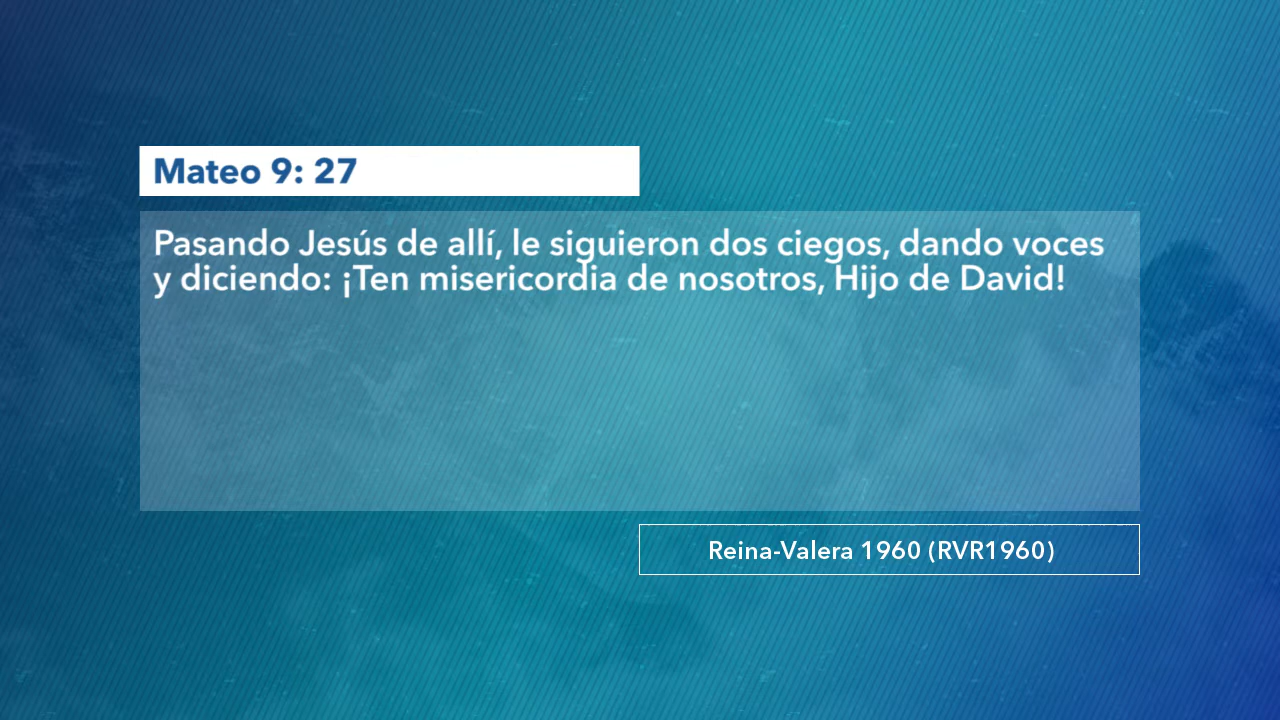 Mateo 9: 27
Pasando Jesús de allí, le siguieron dos ciegos, dando voces
y diciendo: ¡Ten misericordia de nosotros, Hijo de David!
Reina-Valera 1960 (RVR1960)